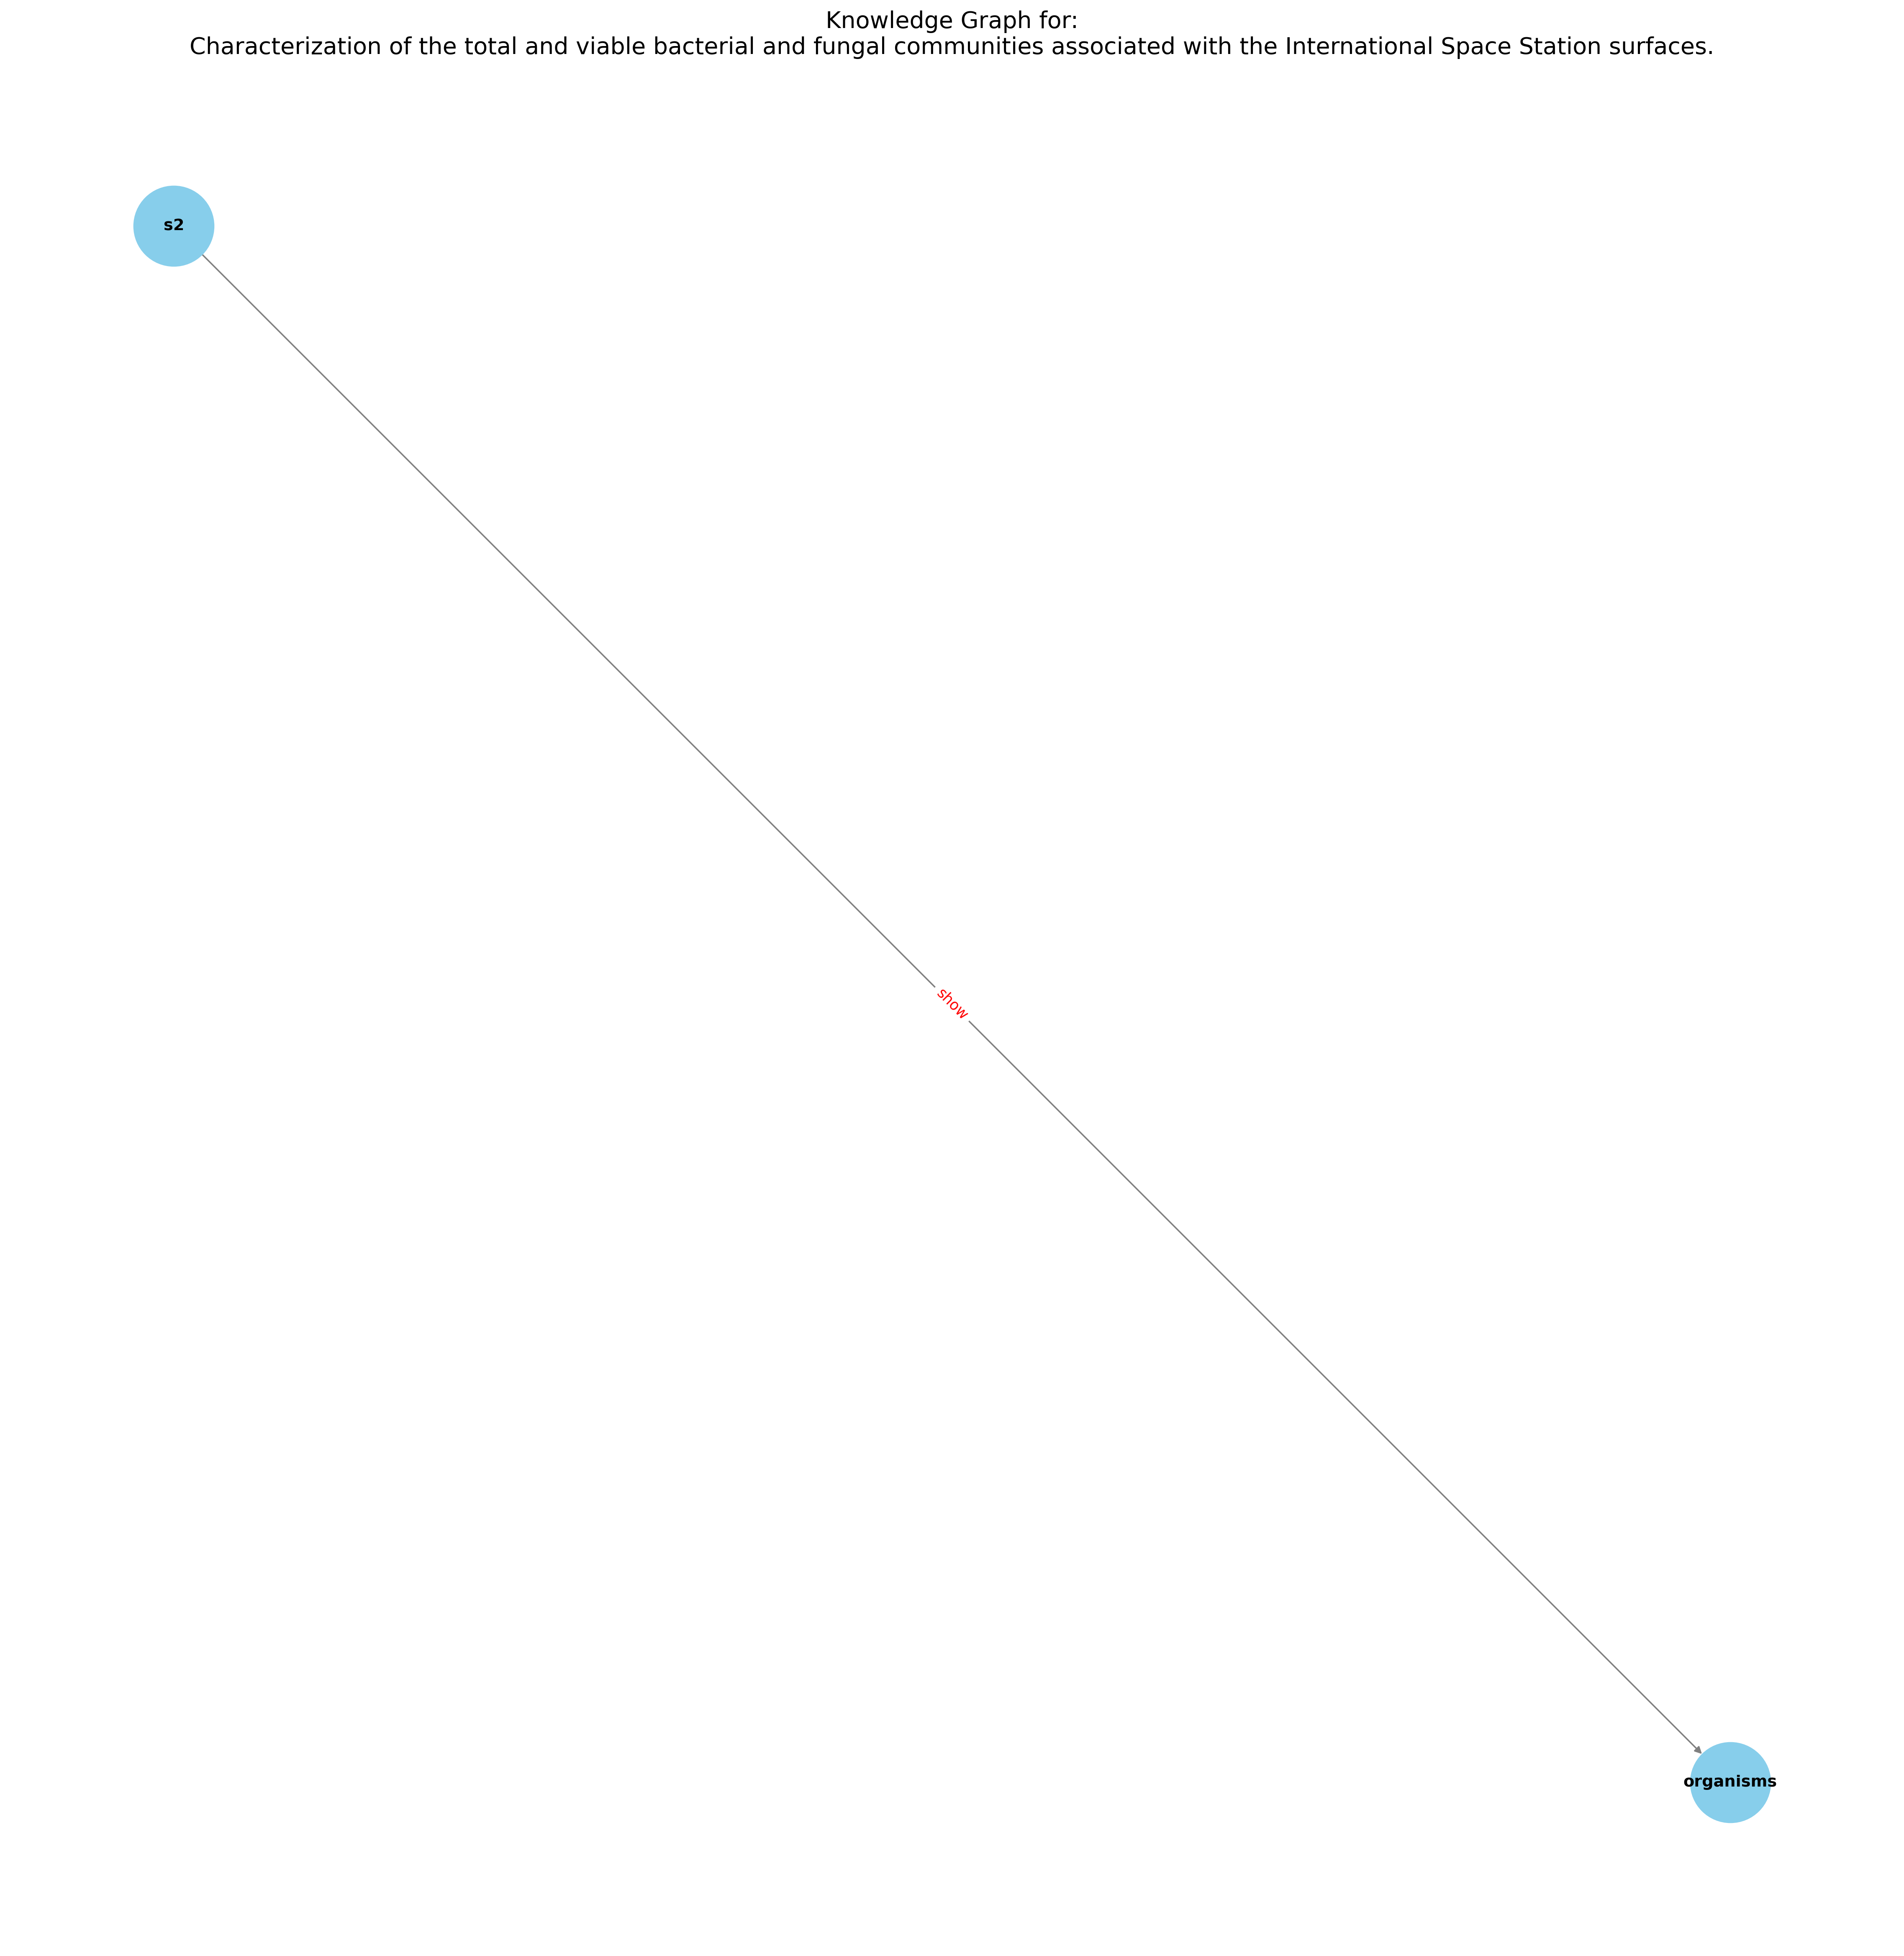 Knowledge Graph for:
Characterization of the total and viable bacterial and fungal communities associated with the International Space Station surfaces.
s2
show
organisms